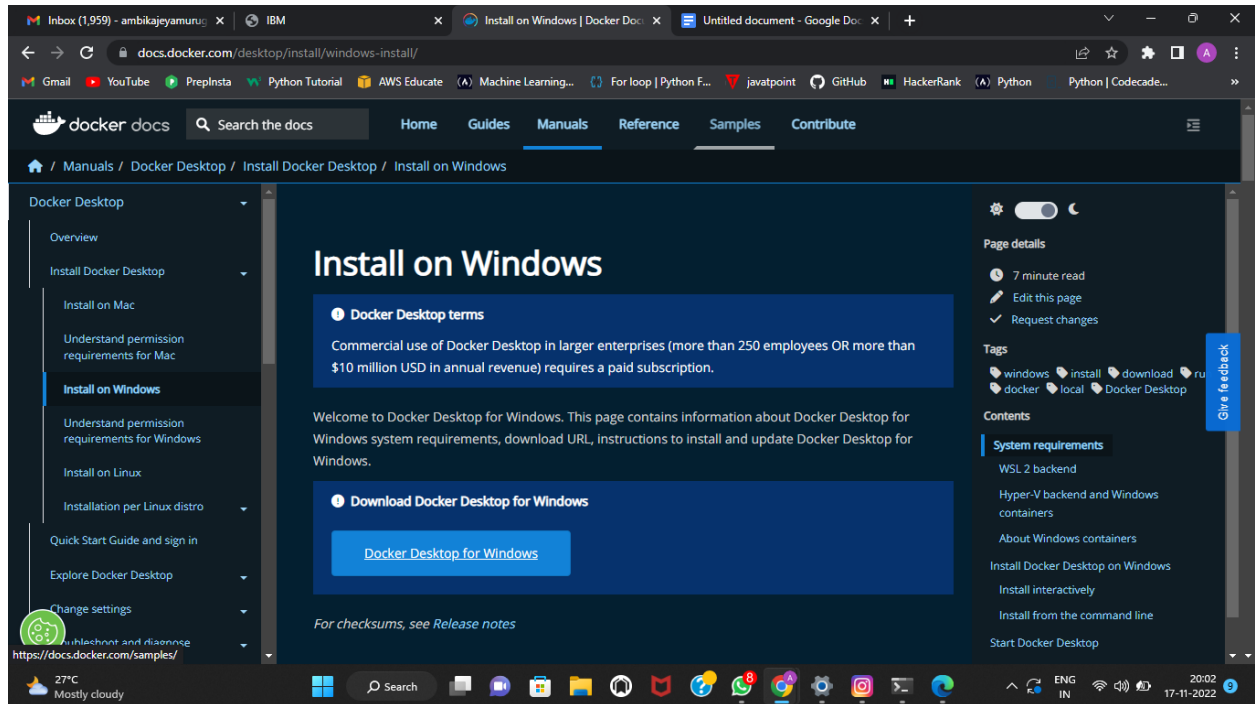 Inbox (1,959) - ambikajeyamurug
IBM
Install on Windows | Docker Doc
Untitled document - Google Doc
docs.docker.com/desktop/install/windows-install/
A
Gmail
YouTube
PrepInsta
Python Tutorial
AWS Educate
Machine Learning...
For loop | Python F...
javatpoint
GitHub
HackerRank
Python
Python | Codecade...
»
docker docs
Search the docs
Home
Guides
Manuals
Reference
Samples
Contribute
/ Manuals / Docker Desktop / Install Docker Desktop / Install on Windows
Docker Desktop
Overview
Install Docker Desktop
Install on Mac
Understand permission
requirements for Mac
Install on Windows
Understand permission
requirements for Windows
Install on Linux
Installation per Linux distro
Quick Start Guide and sign in
Explore Docker Desktop
Change settings
ubleshoot and diagnose
https://docs.docker.com/samples/
Install on Windows
Docker Desktop terms
Commercial use of Docker Desktop in larger enterprises (more than 250 employees OR more than
$10 million USD in annual revenue) requires a paid subscription.
Welcome to Docker Desktop for Windows. This page contains information about Docker Desktop for
Windows system requirements, download URL, instructions to install and update Docker Desktop for
Windows.
Download Docker Desktop for Windows
Docker Desktop for Windows
For checksums, see Release notes
Page details
7 minute read
Edit this page
Request changes
Tags
windows install download ru
docker local Docker Desktop
Contents
System requirements
WSL 2 backend
Hyper-V backend and Windows
containers
About Windows containers
Install Docker Desktop on Windows
Install interactively
Install from the command line
Start Docker Desktop
Give feedback
27°C
Mostly cloudy
Search
8
A
ENG
IN
20:02
17-11-2022
9